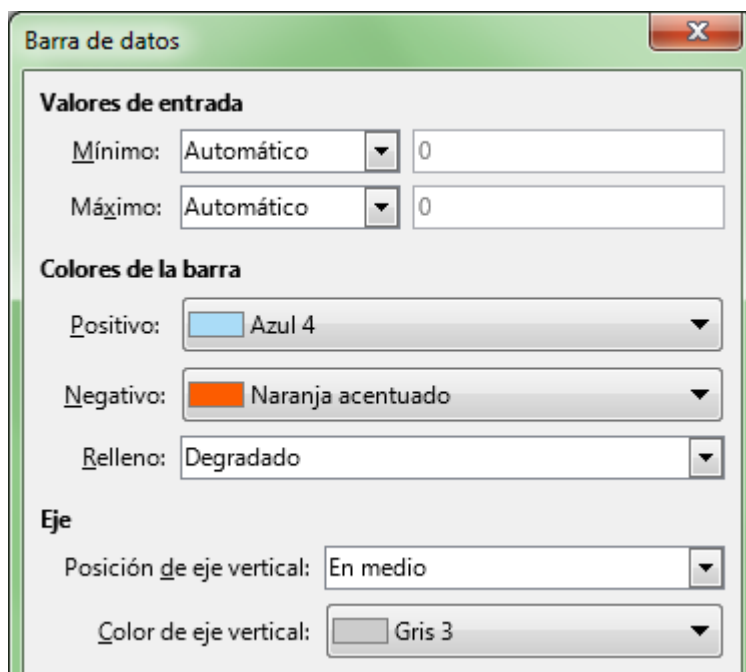 Barra de datos
Valores de entrada
Mínimo: Automático 0
Máximo: Automático 0
Colores de la barra
Positivo: Azul 4
Negativo: Naranja acentuado
Relleno: Degradado
Eje
Posición de eje vertical: En medio
Color de eje vertical: Gris 3